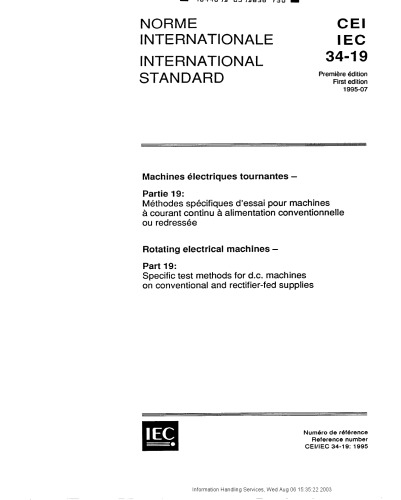 NORME
INTERNATIONALE
INTERNATIONAL
STANDARD
CEI
IEC
34-19
Première édition
First edition
1995-07
Machines électriques tournantes –
Partie 19:
Méthodes spécifiques d'essai pour machines
à courant continu à alimentation conventionnelle
ou redressée
Rotating electrical machines –
Part 19:
Specific test methods for d.c. machines
on conventional and rectifier-fed supplies
IEC
Numéro de référence
Reference number
CEI/IEC 34-19: 1995
Information Handling Services, Wed Aug 06 15:35:22 2003